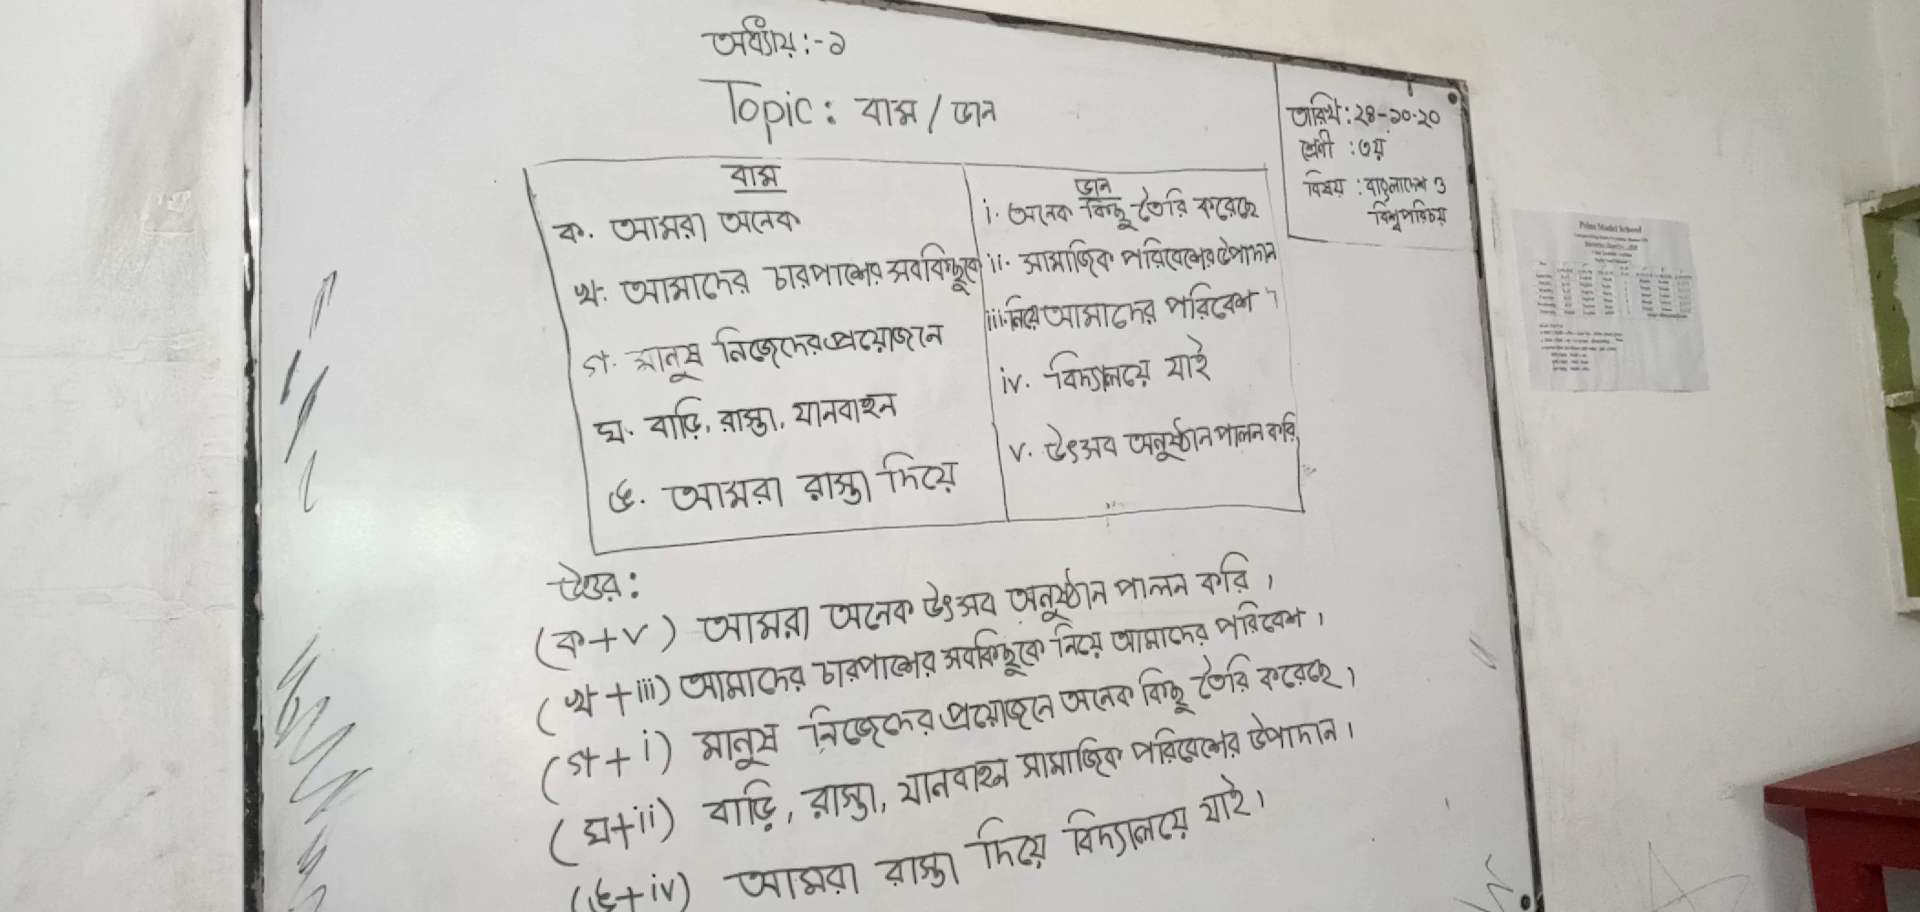 অধ্যায়:-১
Topic: বাম / ডান
তারিখ:২৪-১০-২০
শ্রেণী :৩য়
বিষয় :বাংলাদেশ ও
বিশ্বপরিচয়
বাম
ক. আমরা অনেক
খ. আমাদের চারপাশের সবকিছুকে
গ. মানুষ নিজেদের প্রয়োজনে
ঘ. বাড়ি, রাস্তা, যানবাহন
ঙ. আমরা রাস্তা দিয়ে
ডান
i. অনেক কিছু তৈরি করেছে
ii. সামাজিক পরিবেশের উপাদান
iii. নিয়ে আমাদের পরিবেশ।
iv. বিদ্যালয়ে যাই
v. উৎসব অনুষ্ঠান পালন করি
উত্তর:
(ক+v) আমরা অনেক উৎসব অনুষ্ঠান পালন করি।
(খ+iii) আমাদের চারপাশের সবকিছুকে নিয়ে আমাদের পরিবেশ।
(গ+i) মানুষ নিজেদের প্রয়োজনে অনেক কিছু তৈরি করেছে।
(ঘ+ii) বাড়ি, রাস্তা, যানবাহন সামাজিক পরিবেশের উপাদান।
(ঙ+iv) আমরা রাস্তা দিয়ে বিদ্যালয়ে যাই।
Prime Model School